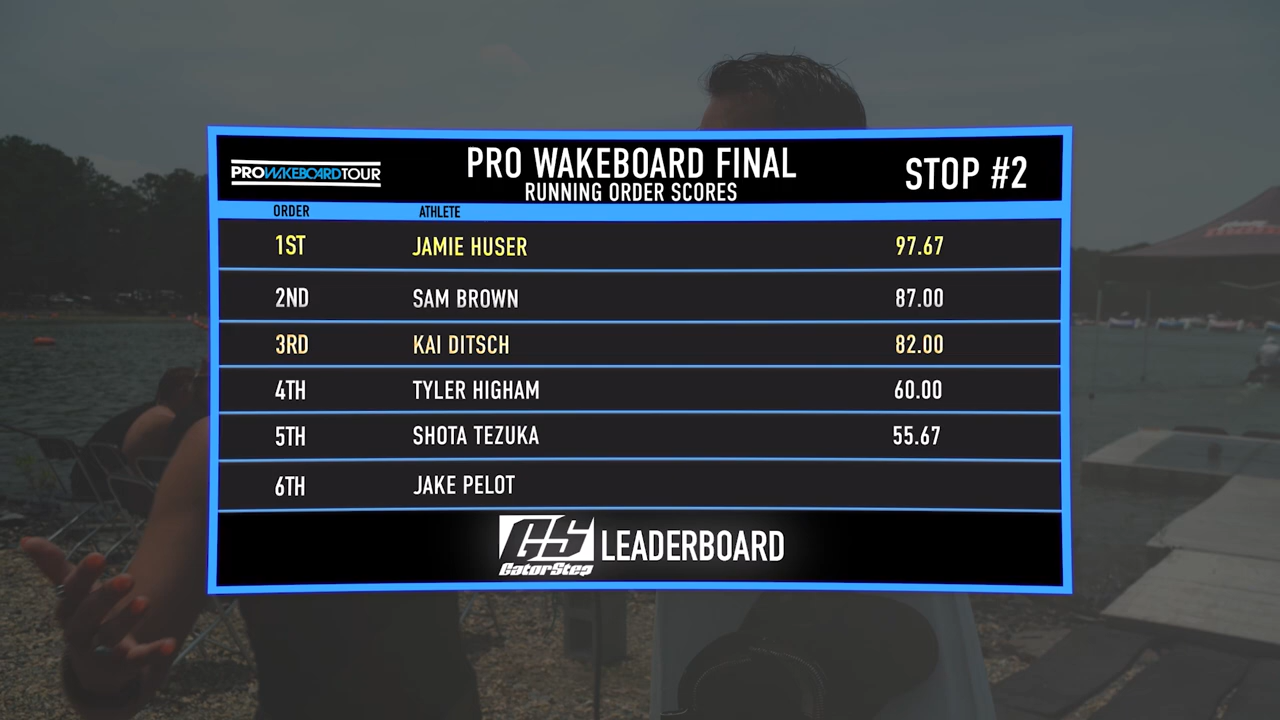 PROWAKEBOARDTOUR
PRO WAKEBOARD FINAL
RUNNING ORDER SCORES
STOP #2
ORDER ATHLETE
1ST JAMIE HUSER 97.67
2ND SAM BROWN 87.00
3RD KAI DITSCH 82.00
4TH TYLER HIGHAM 60.00
5TH SHOTA TEZUKA 55.67
6TH JAKE PELOT
GS LEADERBOARD
GatorStep